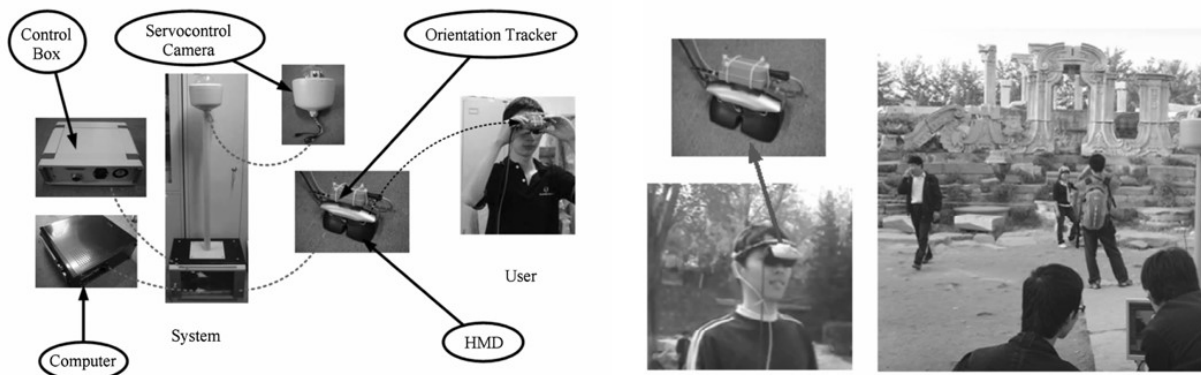 Control
Box
Servocontrol
Camera
Orientation Tracker
User
System
Computer
HMD